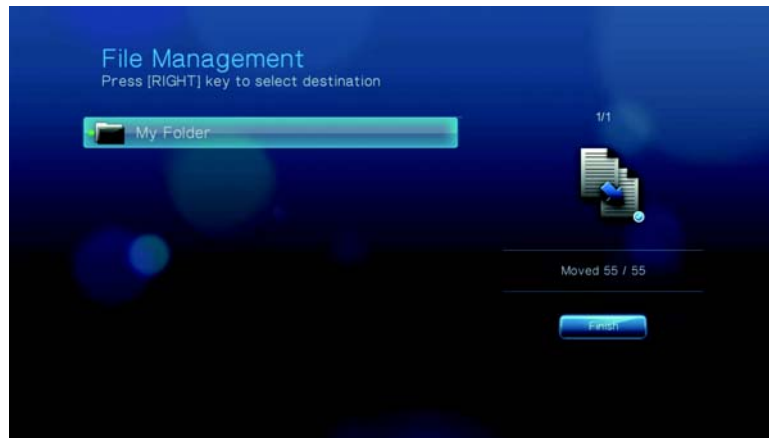 File Management
Press [RIGHT] key to select destination
My Folder
1/1
Moved 55 / 55
Finish